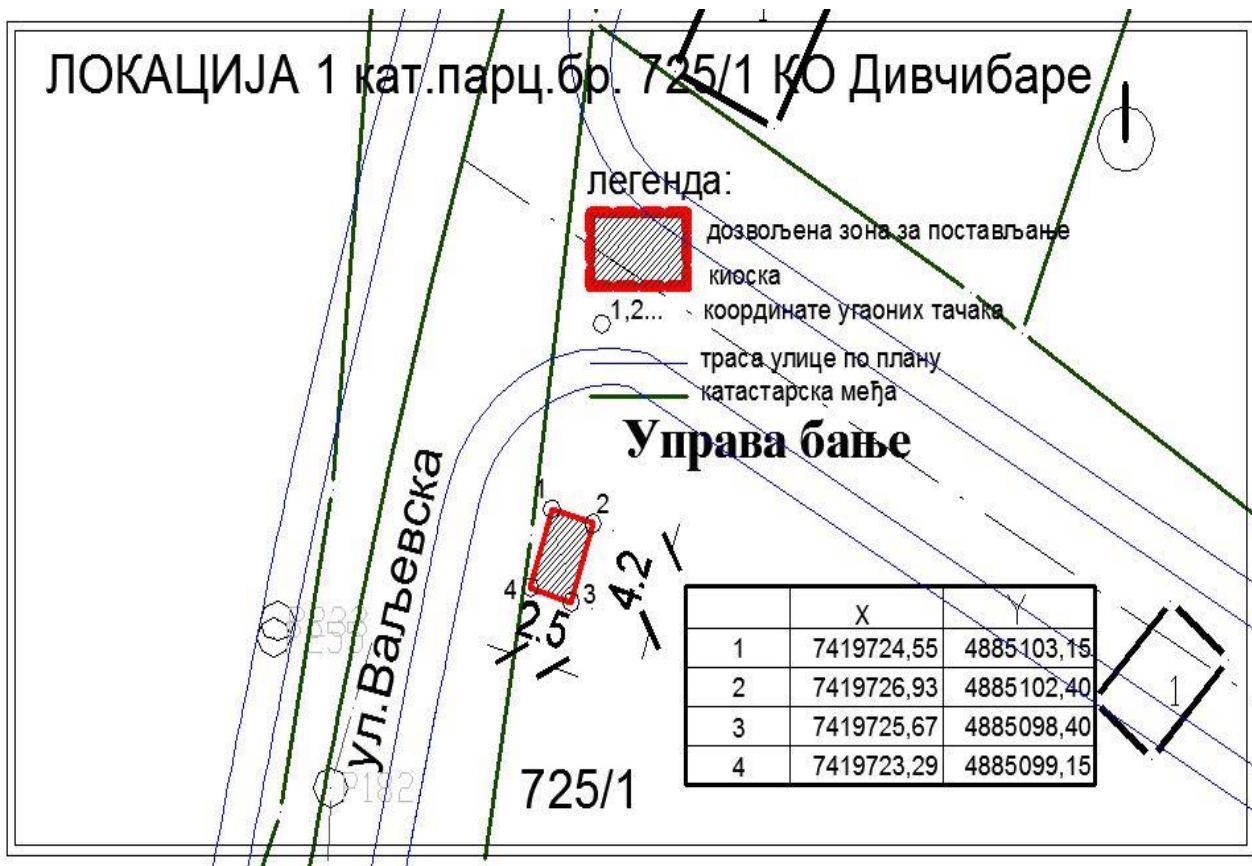 1
ЛОКАЦИЈА 1 кат.парц.бр. 725/1 КО Дивчибаре
легенда:
дозвољена зона за постављање
киоска
1,2... координате угаоних тачака
траса улице по плану
катастарска међа
Управа бање
ул.Ваљевска
1
2
3
4
4.2
2.5
X Y
1 7419724,55 4885103,15
2 7419726,93 4885102,40
3 7419725,67 4885098,40
4 7419723,29 4885099,15
1
P182
725/1